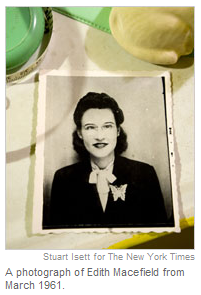 Stuart Isett for The New York Times
A photograph of Edith Macefield from
March 1961.